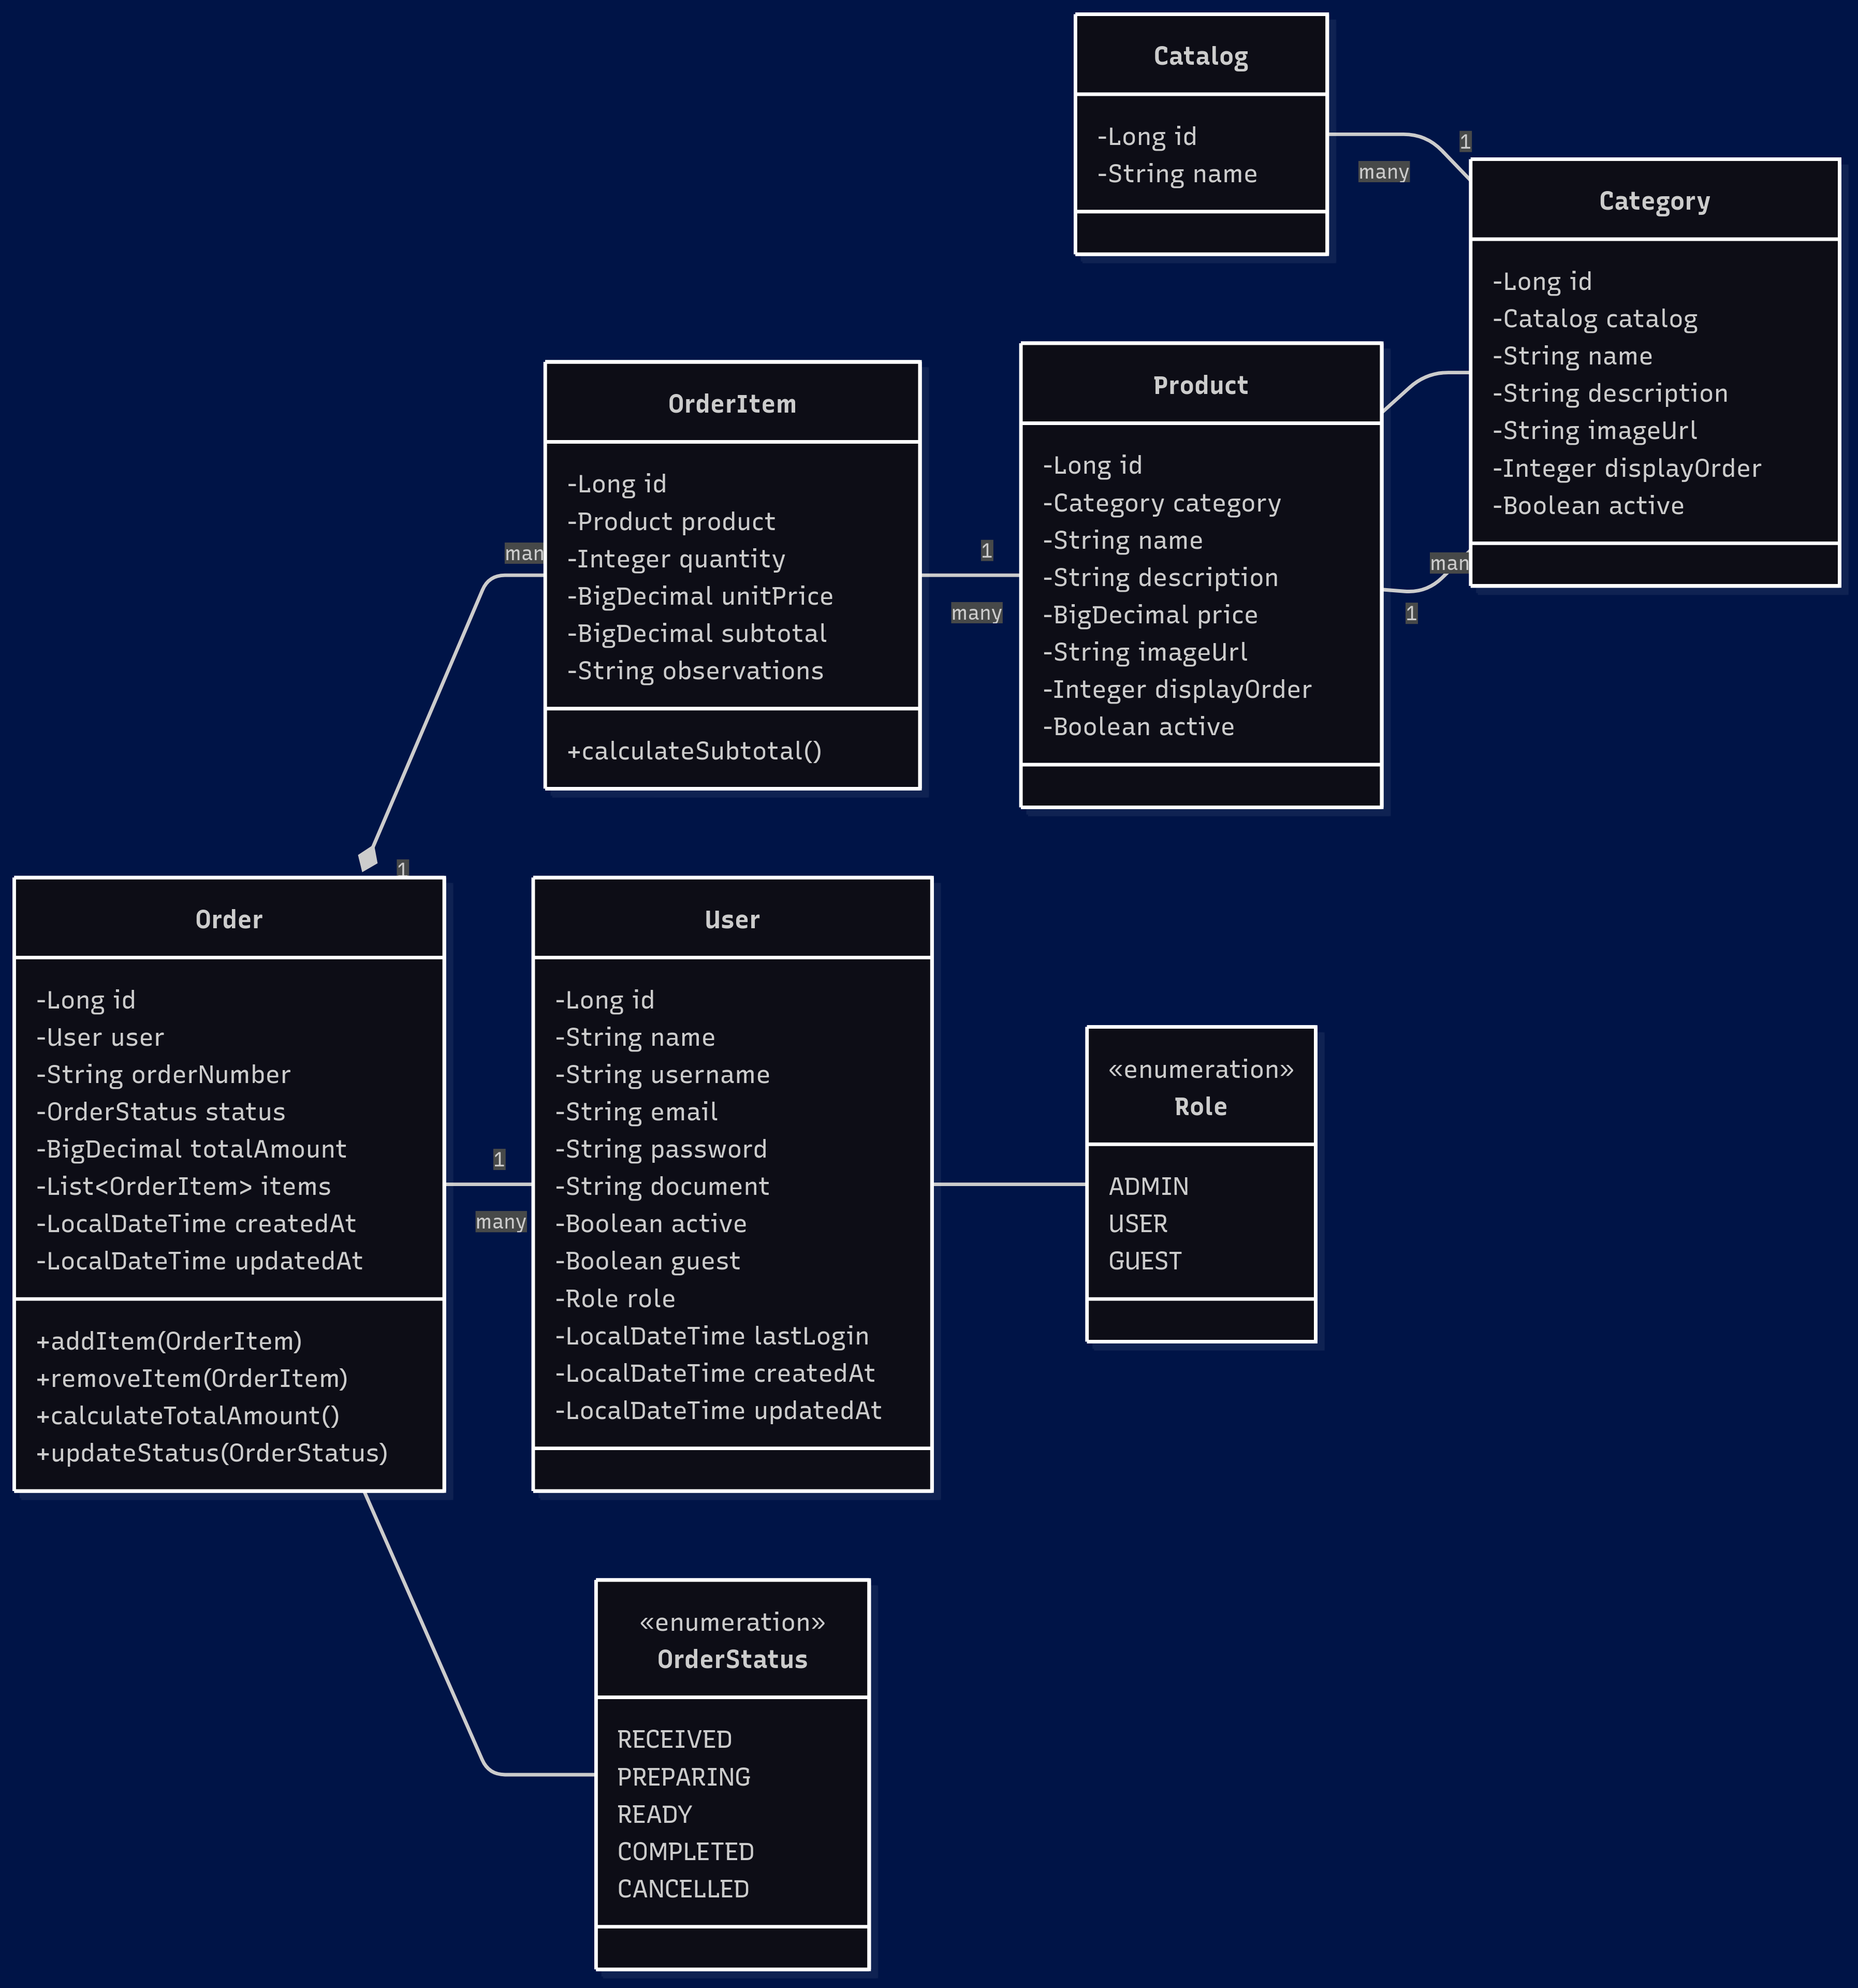 Catalog
-Long id
-String name
many
1
Category
-Long id
-Catalog catalog
-String name
-String description
-String imageUrl
-Integer displayOrder
-Boolean active
OrderItem
-Long id
-Product product
-Integer quantity
-BigDecimal unitPrice
-BigDecimal subtotal
-String observations
+calculateSubtotal()
man
1
many
Product
-Long id
-Category category
-String name
-String description
-BigDecimal price
-String imageUrl
-Integer displayOrder
-Boolean active
man
1
1
Order
-Long id
-User user
-String orderNumber
-OrderStatus status
-BigDecimal totalAmount
-List<OrderItem> items
-LocalDateTime createdAt
-LocalDateTime updatedAt
+addItem(OrderItem)
+removeItem(OrderItem)
+calculateTotalAmount()
+updateStatus(OrderStatus)
1
many
User
-Long id
-String name
-String username
-String email
-String password
-String document
-Boolean active
-Boolean guest
-Role role
-LocalDateTime lastLogin
-LocalDateTime createdAt
-LocalDateTime updatedAt
«enumeration»
Role
ADMIN
USER
GUEST
«enumeration»
OrderStatus
RECEIVED
PREPARING
READY
COMPLETED
CANCELLED